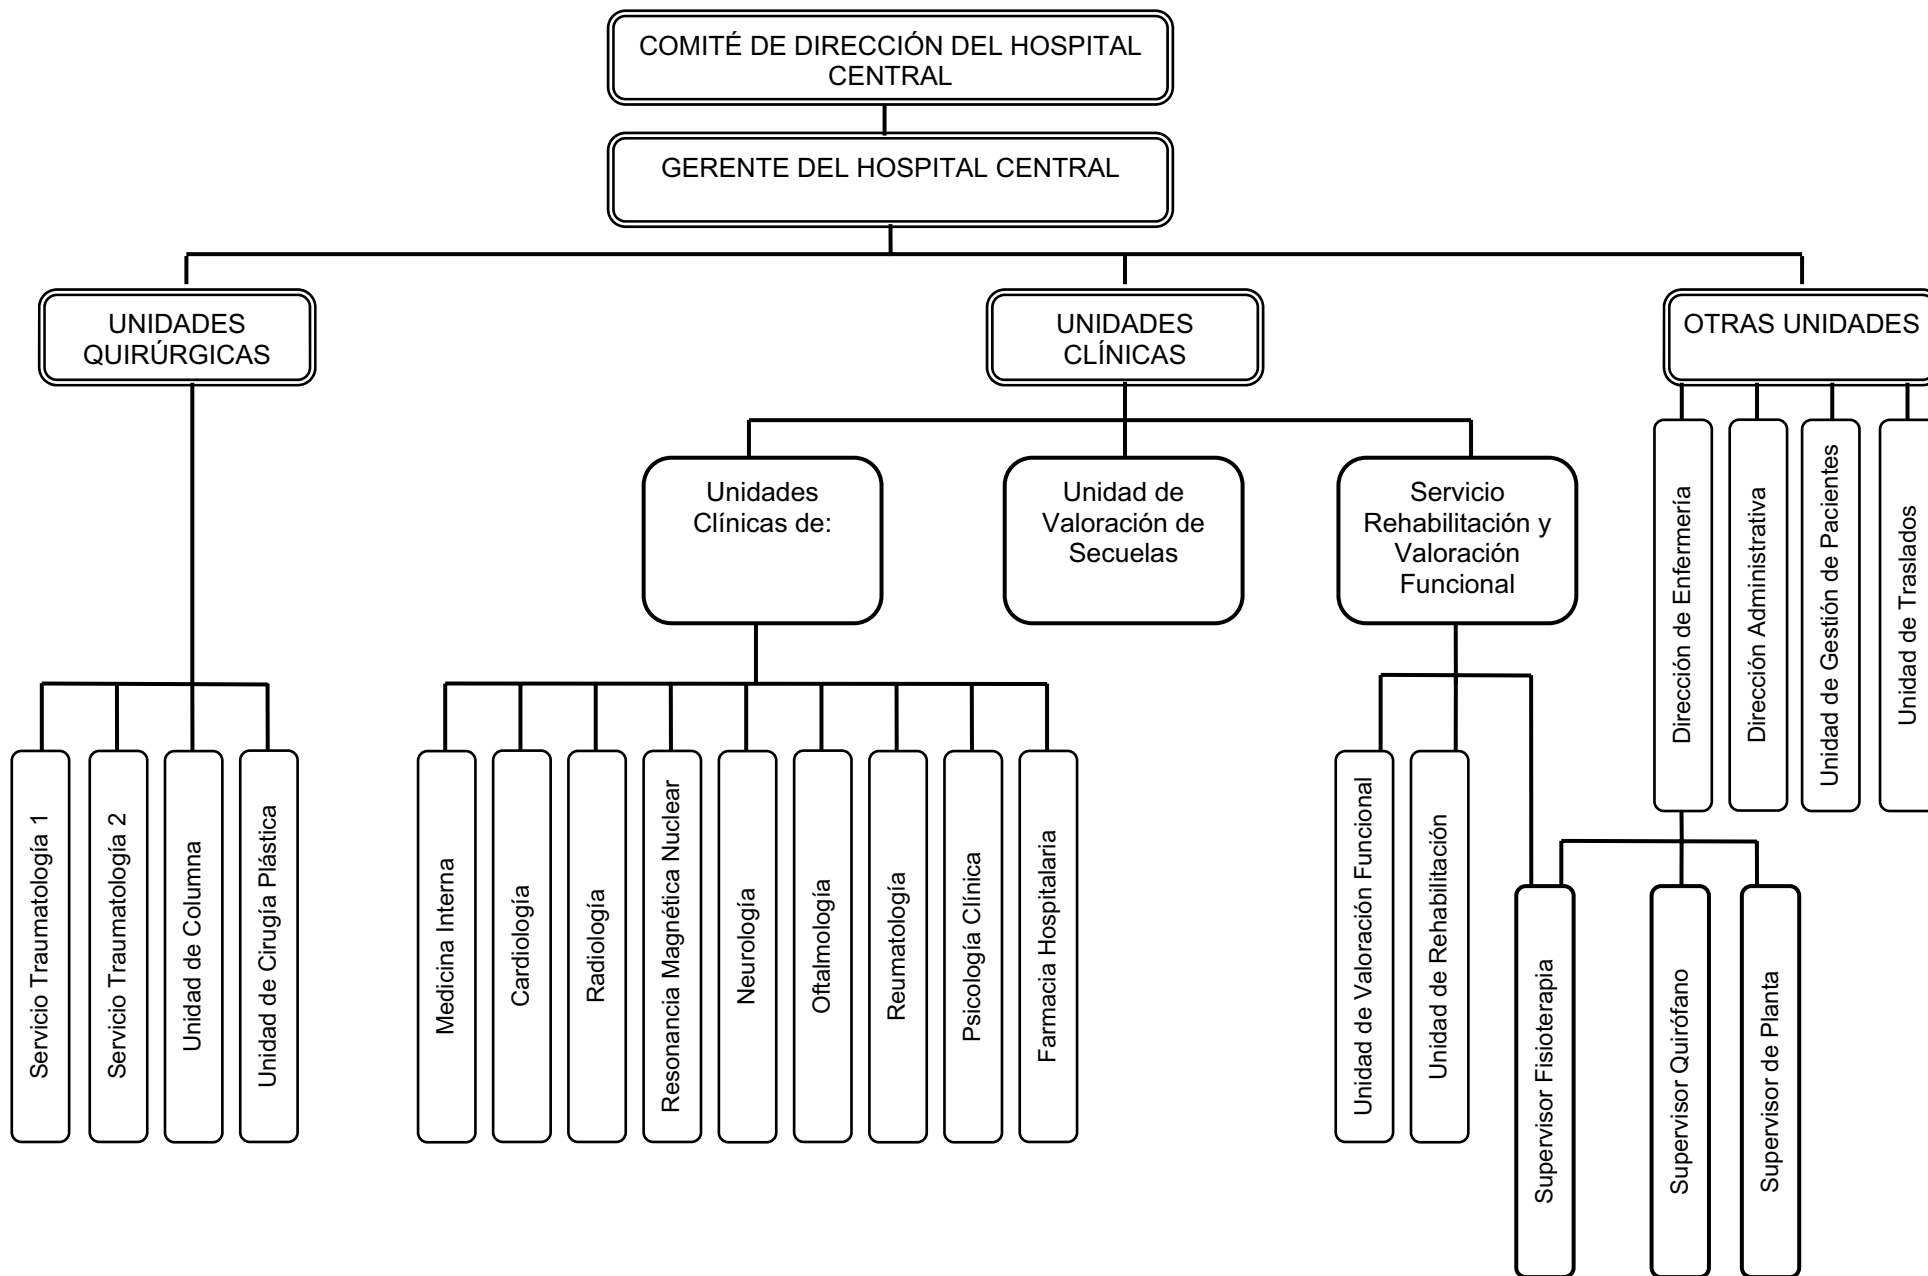 COMITÉ DE DIRECCIÓN DEL HOSPITAL
CENTRAL
GERENTE DEL HOSPITAL CENTRAL
UNIDADES
QUIRÚRGICAS
UNIDADES
CLÍNICAS
OTRAS UNIDADES
Unidades
Clínicas de:
Unidad de
Valoración de
Secuelas
Servicio
Rehabilitación y
Valoración
Funcional
Dirección de Enfermería
Dirección Administrativa
Unidad de Gestión de Pacientes
Unidad de Traslados
Servicio Traumatología 1
Servicio Traumatología 2
Unidad de Columna
Unidad de Cirugía Plástica
Medicina Interna
Cardiología
Radiología
Resonancia Magnética Nuclear
Neurología
Oftalmología
Reumatología
Psicología Clínica
Farmacia Hospitalaria
Unidad de Valoración Funcional
Unidad de Rehabilitación
Supervisor Fisioterapia
Supervisor Quirófano
Supervisor de Planta